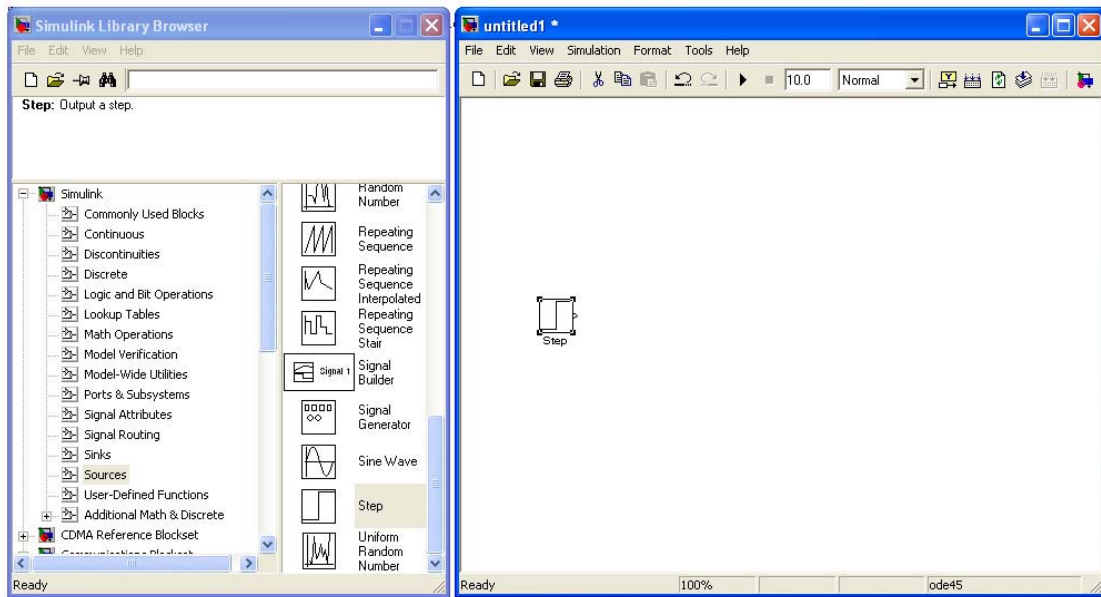 Simulink Library Browser
File Edit View Help
Step: Output a step.
Simulink
Commonly Used Blocks
Continuous
Discontinuities
Discrete
Logic and Bit Operations
Lookup Tables
Math Operations
Model Verification
Model-Wide Utilities
Ports & Subsystems
Signal Attributes
Signal Routing
Sinks
Sources
User-Defined Functions
Additional Math & Discrete
CDMA Reference Blockset
Random
Number
Repeating
Sequence
Repeating
Sequence
Interpolated
Repeating
Sequence
Stair
Signal 1
Signal
Builder
Signal
Generator
Sine Wave
Step
Uniform
Random
Number
Ready
untitled1 *
File Edit View Simulation Format Tools Help
10.0 Normal
Step
Ready 100% ode45